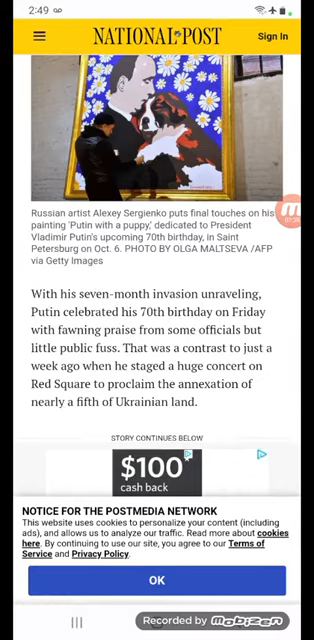 2:49
NATIONAL POST
Sign In
Russian artist Alexey Sergienko puts final touches on his
painting 'Putin with a puppy,' dedicated to President
Vladimir Putin's upcoming 70th birthday, in Saint
Petersburg on Oct. 6. PHOTO BY OLGA MALTSEVA /AFP
via Getty Images
With his seven-month invasion unraveling,
Putin celebrated his 70th birthday on Friday
with fawning praise from some officials but
little public fuss. That was a contrast to just a
week ago when he staged a huge concert on
Red Square to proclaim the annexation of
nearly a fifth of Ukrainian land.
STORY CONTINUES BELOW
$100*
cash back
NOTICE FOR THE POSTMEDIA NETWORK
This website uses cookies to personalize your content (including
ads), and allows us to analyze our traffic. Read more about cookies
here. By continuing to use our site, you agree to our Terms of
Service and Privacy Policy.
OK
Recorded by Mobizen